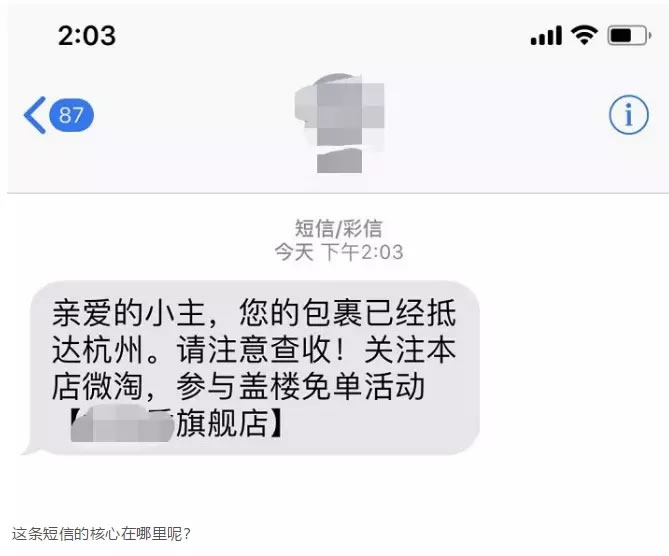 2:03
87
短信/彩信
今天 下午2:03
亲爱的小主，您的包裹已经抵
达杭州。请注意查收！关注本
店微淘，参与盖楼免单活动
【旗舰店】
这条短信的核心在哪里呢？